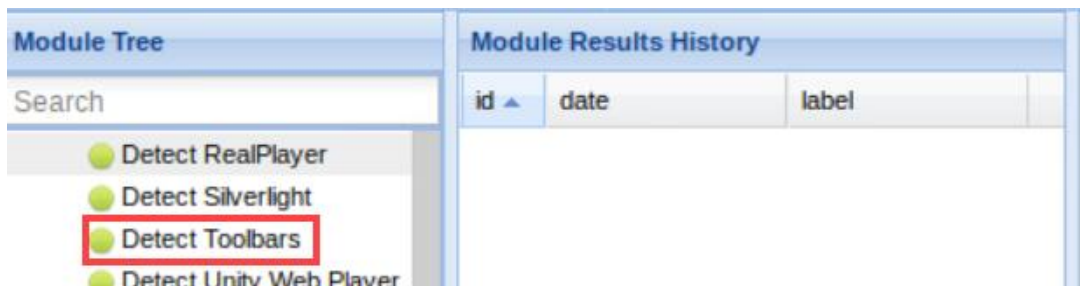 Module Tree
Module Results History
Search
id
date
label
Detect RealPlayer
Detect Silverlight
Detect Toolbars
Detect Unity Web Player